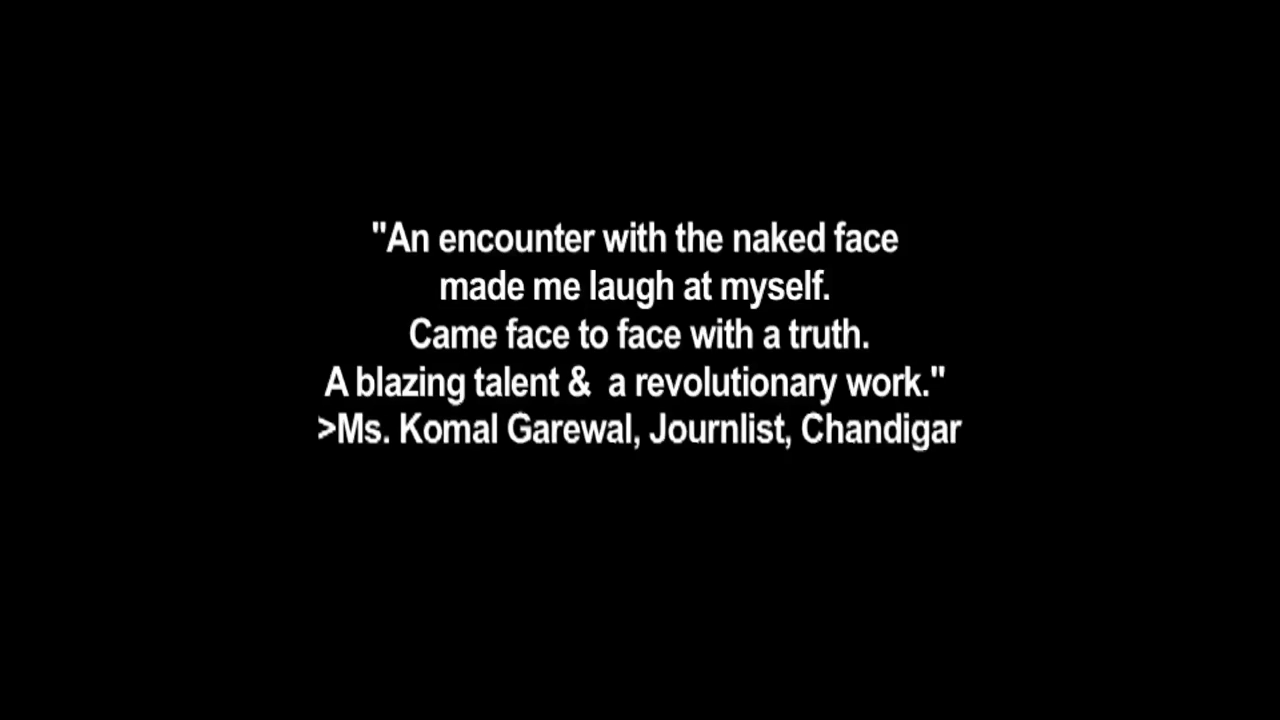 "An encounter with the naked face
made me laugh at myself.
Came face to face with a truth.
A blazing talent &  a revolutionary work."
>Ms. Komal Garewal, Journlist, Chandigar